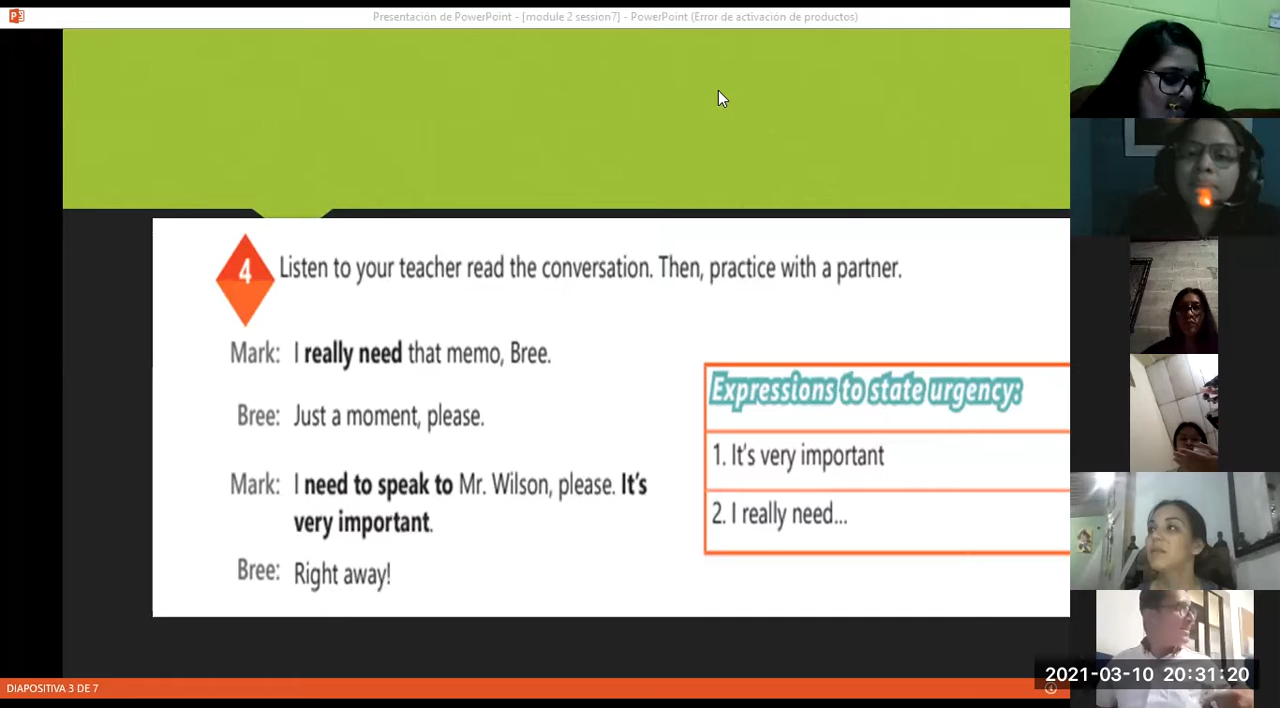 Presentación de PowerPoint - [module 2 session7] - PowerPoint (Error de activación de productos)
4
Listen to your teacher read the conversation. Then, practice with a partner.
Mark: I really need that memo, Bree.
Bree: Just a moment, please.
Mark: I need to speak to Mr. Wilson, please. It's
very important.
Bree: Right away!
Expressions to state urgency:
1. It's very important
2. I really need...
DIAPOSITIVA 3 DE 7
2021-03-10 20:31:20